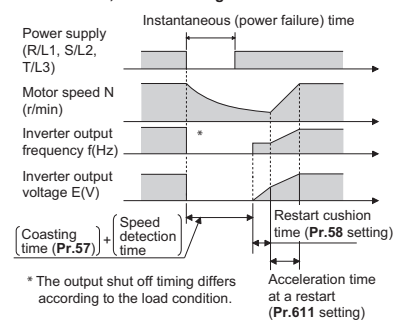 Instantaneous (power failure) time
Power supply
(R/L1, S/L2,
T/L3)
Motor speed N
(r/min)
Inverter output
frequency f(Hz)
*
Inverter output
voltage E(V)
Coasting
time (Pr.57)
+
Speed
detection
time
Restart cushion
time (Pr.58 setting)
* The output shut off timing differs
according to the load condition.
Acceleration time
at a restart
(Pr.611 setting)